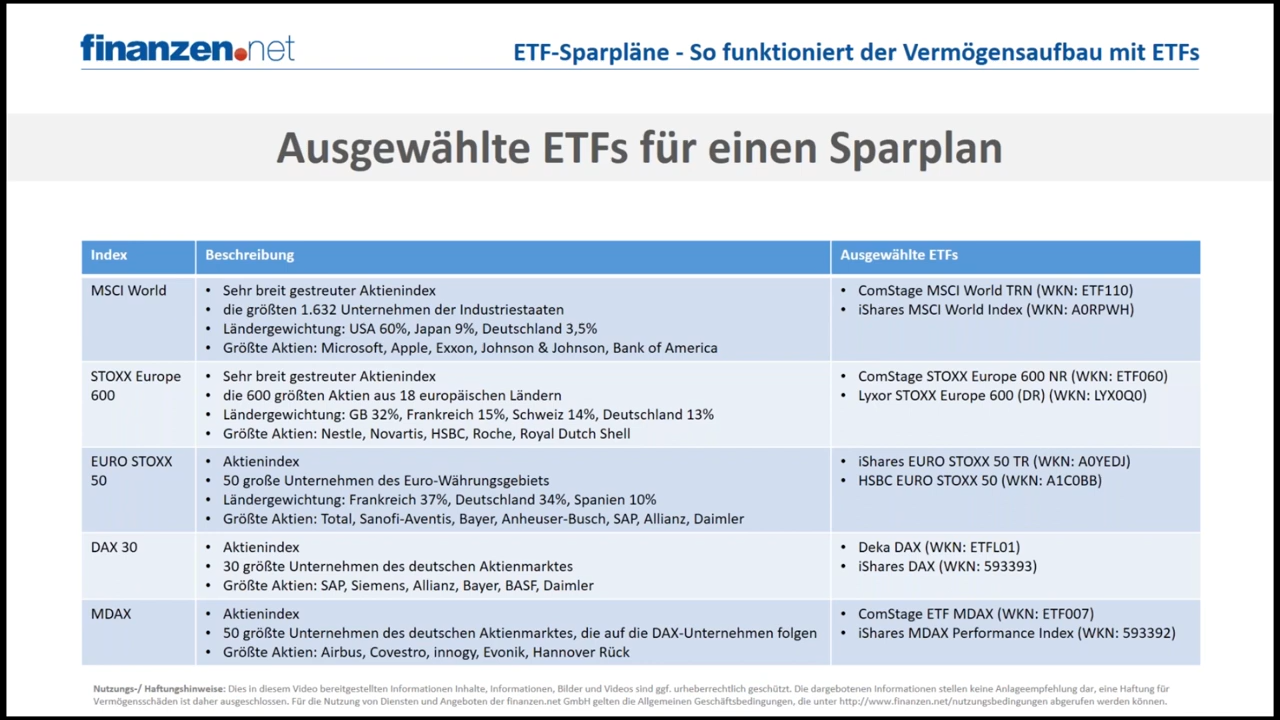 finanzen.net
ETF-Sparpläne - So funktioniert der Vermögensaufbau mit ETFs
Ausgewählte ETFs für einen Sparplan
Index
Beschreibung
Ausgewählte ETFs
MSCI World
• Sehr breit gestreuter Aktienindex
• die größten 1.632 Unternehmen der Industriestaaten
• Ländergewichtung: USA 60%, Japan 9%, Deutschland 3,5%
• Größte Aktien: Microsoft, Apple, Exxon, Johnson & Johnson, Bank of America
• ComStage MSCI World TRN (WKN: ETF110)
• iShares MSCI World Index (WKN: A0RPWH)
STOXX Europe
600
• Sehr breit gestreuter Aktienindex
• die 600 größten Aktien aus 18 europäischen Ländern
• Ländergewichtung: GB 32%, Frankreich 15%, Schweiz 14%, Deutschland 13%
• Größte Aktien: Nestle, Novartis, HSBC, Roche, Royal Dutch Shell
• ComStage STOXX Europe 600 NR (WKN: ETF060)
• Lyxor STOXX Europe 600 (DR) (WKN: LYX0Q0)
EURO STOXX
50
• Aktienindex
• 50 große Unternehmen des Euro-Währungsgebiets
• Ländergewichtung: Frankreich 37%, Deutschland 34%, Spanien 10%
• Größte Aktien: Total, Sanofi-Aventis, Bayer, Anheuser-Busch, SAP, Allianz, Daimler
• iShares EURO STOXX 50 TR (WKN: A0YEDJ)
• HSBC EURO STOXX 50 (WKN: A1C0BB)
DAX 30
• Aktienindex
• 30 größte Unternehmen des deutschen Aktienmarktes
• Größte Aktien: SAP, Siemens, Allianz, Bayer, BASF, Daimler
• Deka DAX (WKN: ETFL01)
• iShares DAX (WKN: 593393)
MDAX
• Aktienindex
• 50 größte Unternehmen des deutschen Aktienmarktes, die auf die DAX-Unternehmen folgen
• Größte Aktien: Airbus, Covestro, innogy, Evonik, Hannover Rück
• ComStage ETF MDAX (WKN: ETF007)
• iShares MDAX Performance Index (WKN: 593392)
Nutzungs-/ Haftungshinweise: Dies in diesem Video bereitgestellten Informationen Inhalte, Informationen, Bilder und Videos sind ggf. urheberrechtlich geschützt. Die dargebotenen Informationen stellen keine Anlageempfehlung dar, eine Haftung für
Vermögensschäden ist daher ausgeschlossen. Für die Nutzung von Diensten und Angeboten der finanzen.net GmbH gelten die Allgemeinen Geschäftsbedingungen, die unter http://www.finanzen.net/nutzungsbedingungen abgerufen werden können.